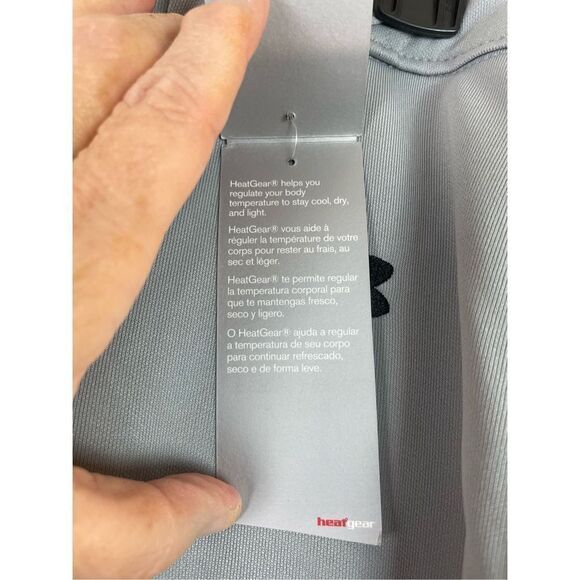 HeatGear® helps you
regulate your body
temperature to stay cool, dry,
and light.
HeatGear® vous aide à
réguler la température de votre
corps pour rester au frais, au
sec et léger.
HeatGear® te permite regular
la temperatura corporal para
que te mantengas fresco,
seco y ligero.
O HeatGear® ajuda a regular
a temperatura de seu corpo
para continuar refrescado,
seco e de forma leve.
heatgear